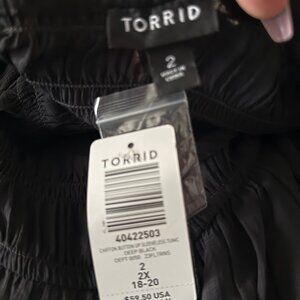 TORRID
2
TORRID
40422503
CHIFFON BUTTON UP SLEEVELESS TUNIC
DEEP BLACK
2
2X
18-20
$59.50 USA